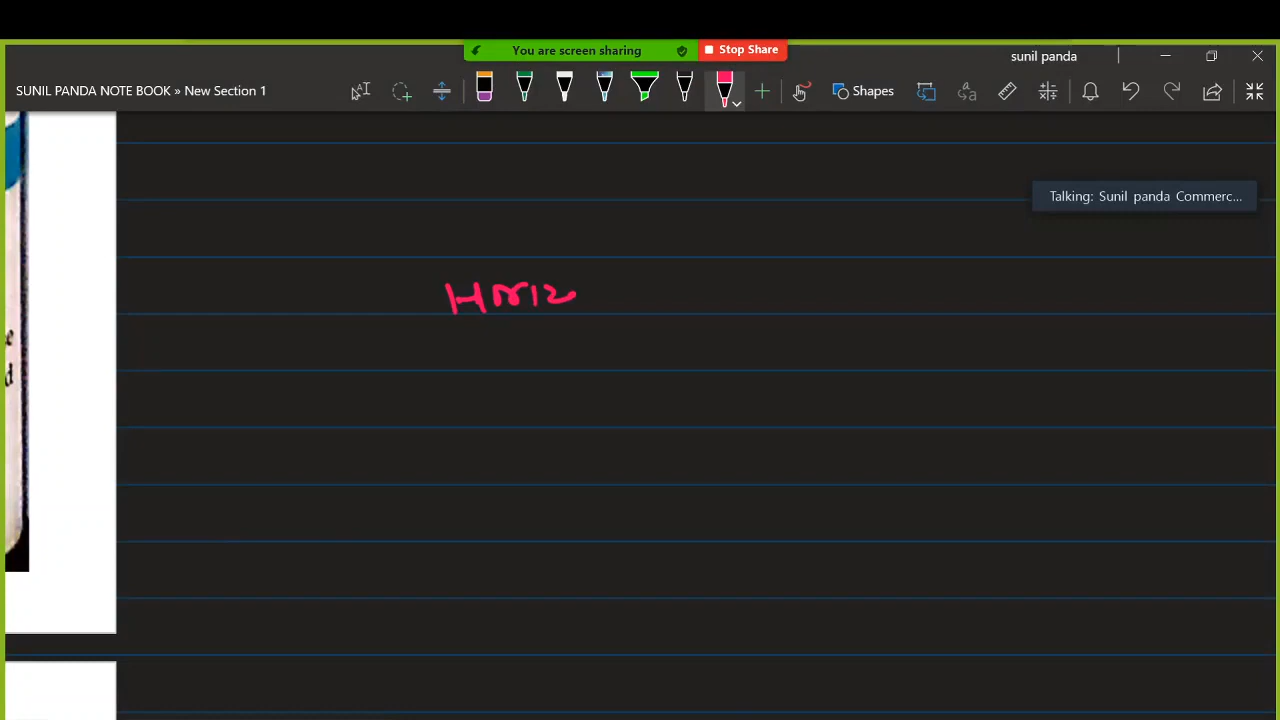 You are screen sharing
Stop Share
sunil panda
SUNIL PANDA NOTE BOOK » New Section 1
Shapes
Talking: Sunil panda Commerc...
e
d